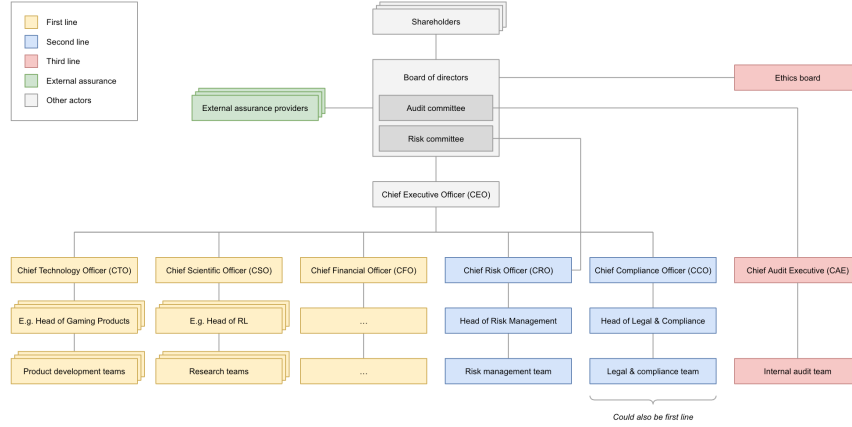 First line
Second line
Third line
External assurance
Other actors
Shareholders
Board of directors
Audit committee
Risk committee
Ethics board
External assurance providers
Chief Executive Officer (CEO)
Chief Technology Officer (CTO)
Chief Scientific Officer (CSO)
Chief Financial Officer (CFO)
Chief Risk Officer (CRO)
Chief Compliance Officer (CCO)
Chief Audit Executive (CAE)
E.g. Head of Gaming Products
E.g. Head of RL
...
Head of Risk Management
Head of Legal & Compliance
Product development teams
Research teams
...
Risk management team
Legal & compliance team
Internal audit team
Could also be first line